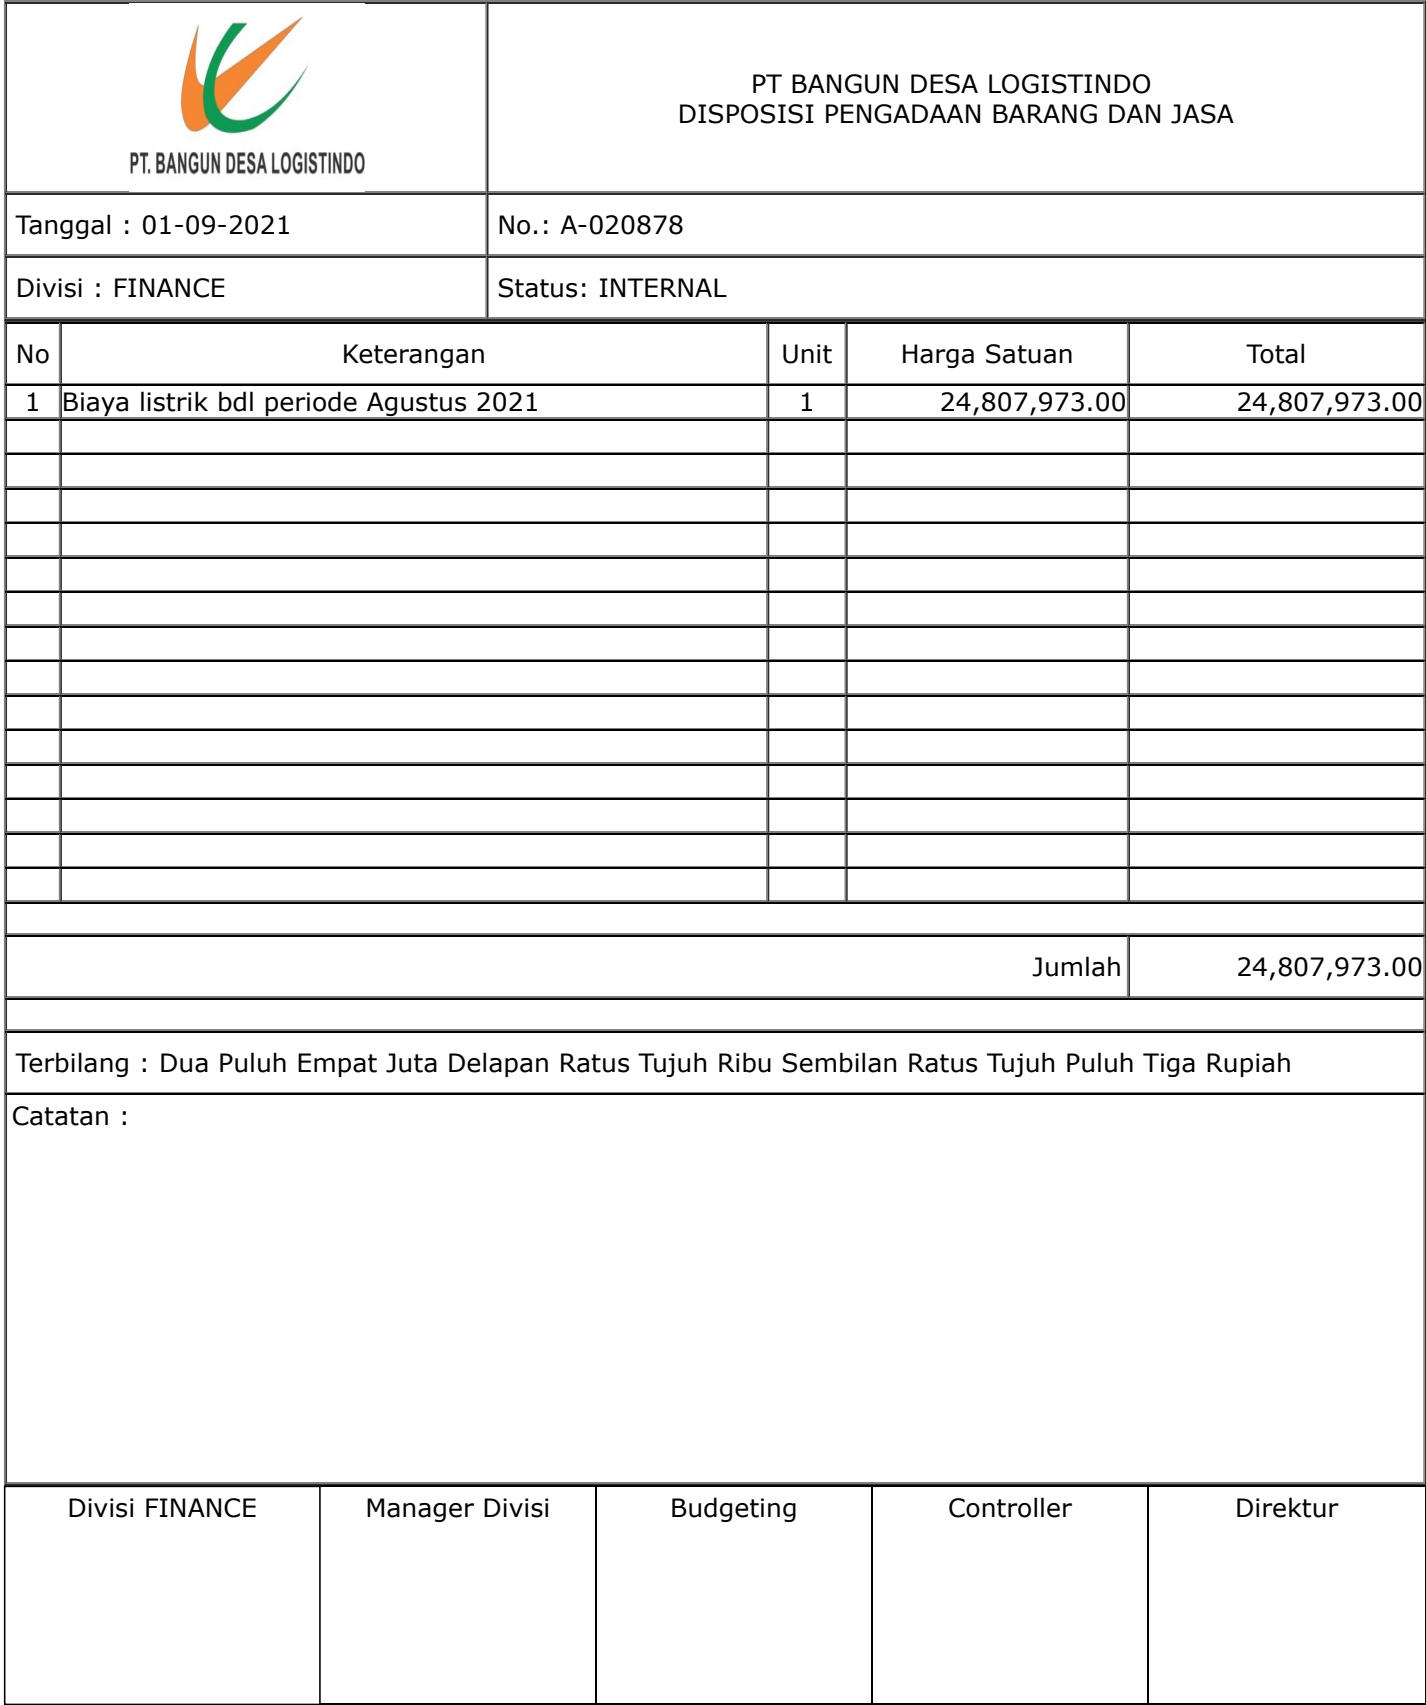 PT. BANGUN DESA LOGISTINDO
PT BANGUN DESA LOGISTINDO
DISPOSISI PENGADAAN BARANG DAN JASA
Tanggal : 01-09-2021 No.: A-020878
Divisi : FINANCE Status: INTERNAL
No Keterangan Unit Harga Satuan Total
1 Biaya listrik bdl periode Agustus 2021 1 24,807,973.00 24,807,973.00
Jumlah 24,807,973.00
Terbilang : Dua Puluh Empat Juta Delapan Ratus Tujuh Ribu Sembilan Ratus Tujuh Puluh Tiga Rupiah
Catatan :
Divisi FINANCE Manager Divisi Budgeting Controller Direktur